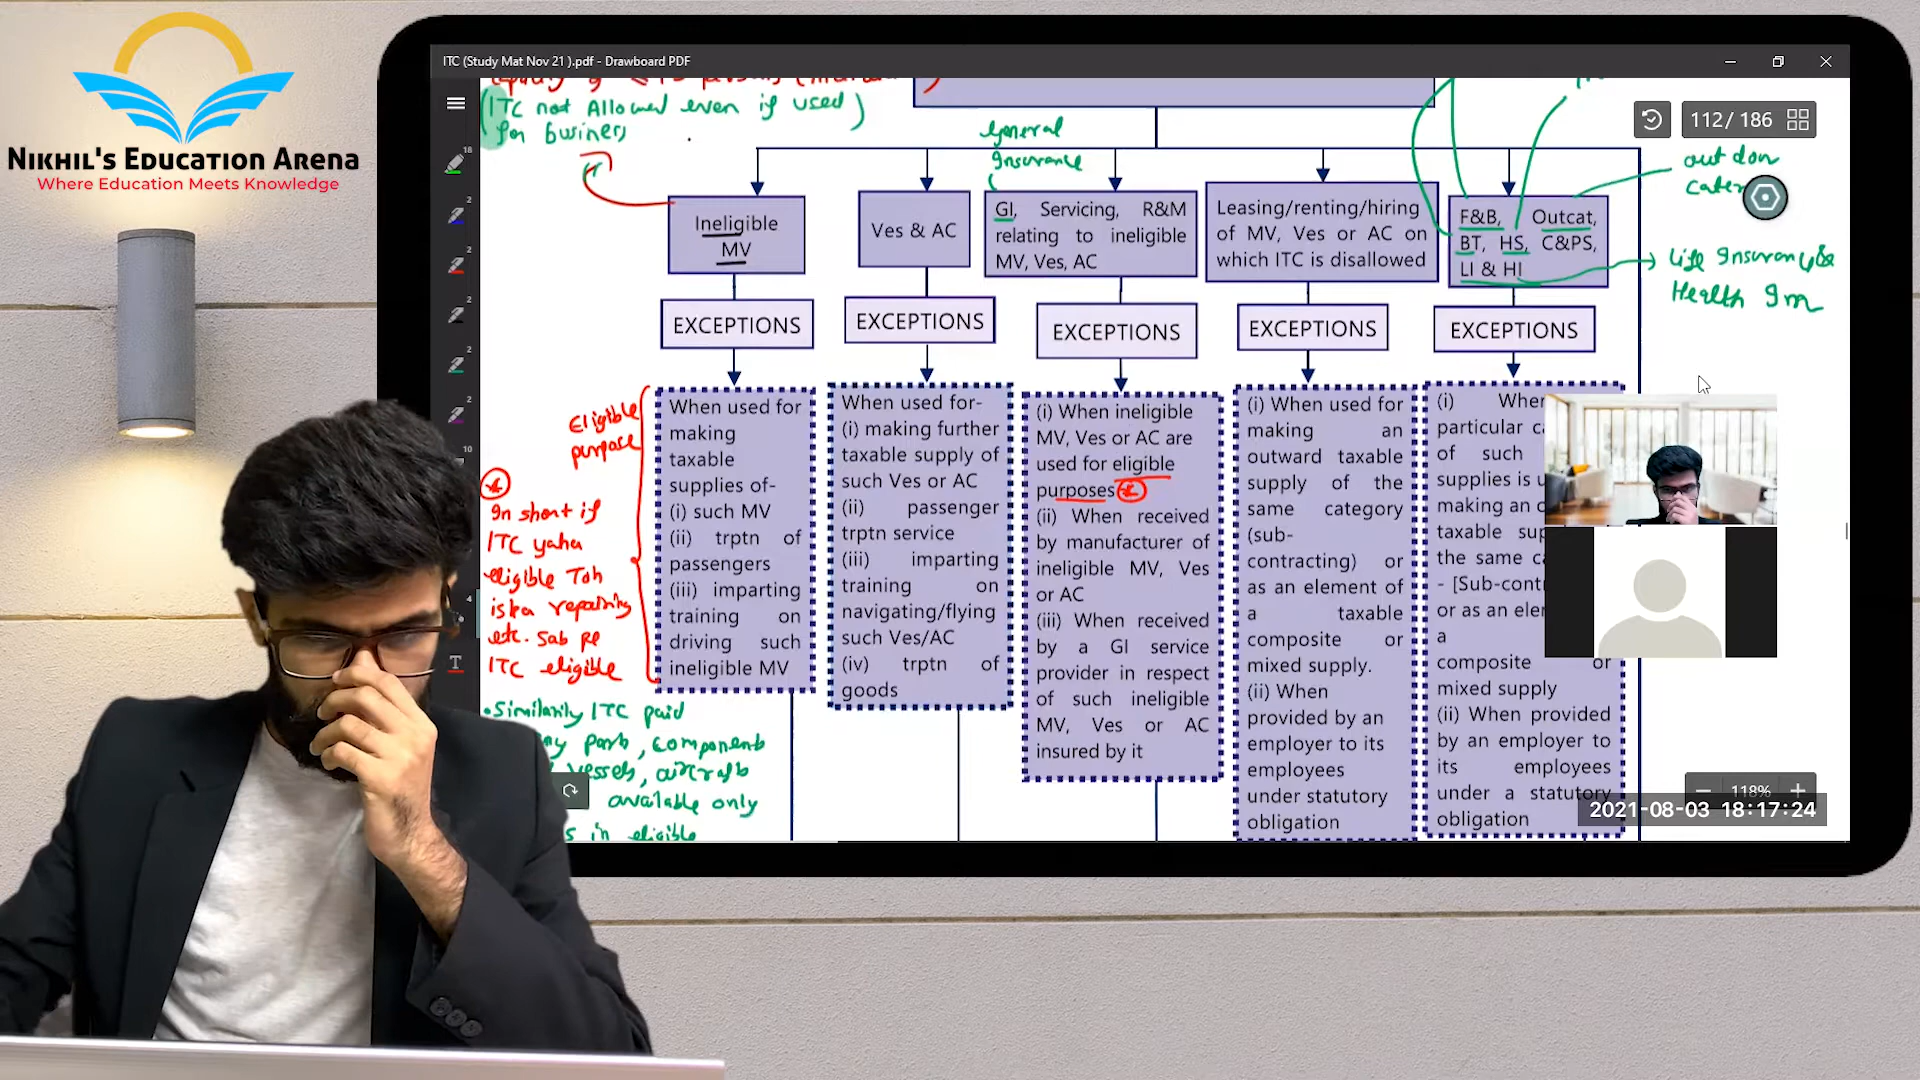 NIKHIL'S EDUCATION ARENA
Where Education Meets Knowledge
ITC (Study Mat Nov 21 ).pdf - Drawboard PDF
(ITC not Allowed even if used)
for business
General
Insurance
112 / 186
out don
cater
Ineligible
MV
Ves & AC
GI, Servicing, R&M
relating to ineligible
MV, Ves, AC
Leasing/renting/hiring
of MV, Ves or AC on
which ITC is disallowed
F&B, Outcat,
BT, HS, C&PS,
LI & HI
Life Insurance &
Health Ins
EXCEPTIONS
EXCEPTIONS
EXCEPTIONS
EXCEPTIONS
EXCEPTIONS
Eligible
purpose
In short if
ITC yaha
eligible Toh
iska repairing
etc. Sab pe
ITC eligible
• Similarily ITC paid
party, components
vessels, aircrafts
available only
in eligible
When used for
making
taxable
supplies of-
(i) such MV
(ii) trptn of
passengers
(iii) imparting
training on
driving such
ineligible MV
When used for-
(i) making further
taxable supply of
such Ves or AC
(ii) passenger
trptn service
(iii) imparting
training on
navigating/flying
such Ves/AC
(iv) trptn of
goods
(i) When ineligible
MV, Ves or AC are
used for eligible
purposes
(ii) When received
by manufacturer of
ineligible MV, Ves
or AC
(iii) When received
by a GI service
provider in respect
of such ineligible
MV, Ves or AC
insured by it
(i) When used for
making an
outward taxable
supply of the
same category
(sub-
contracting) or
as an element of
a taxable
composite or
mixed supply.
(ii) When
provided by an
employer to its
employees
under statutory
obligation
(i) When
particular
of such
supplies is
making an
taxable
the same
- [Sub-
or as an
a
composite or
mixed supply
(ii) When provided
by an employer to
its employees
under a statutory
obligation
118%
2021-08-03 18:17:24